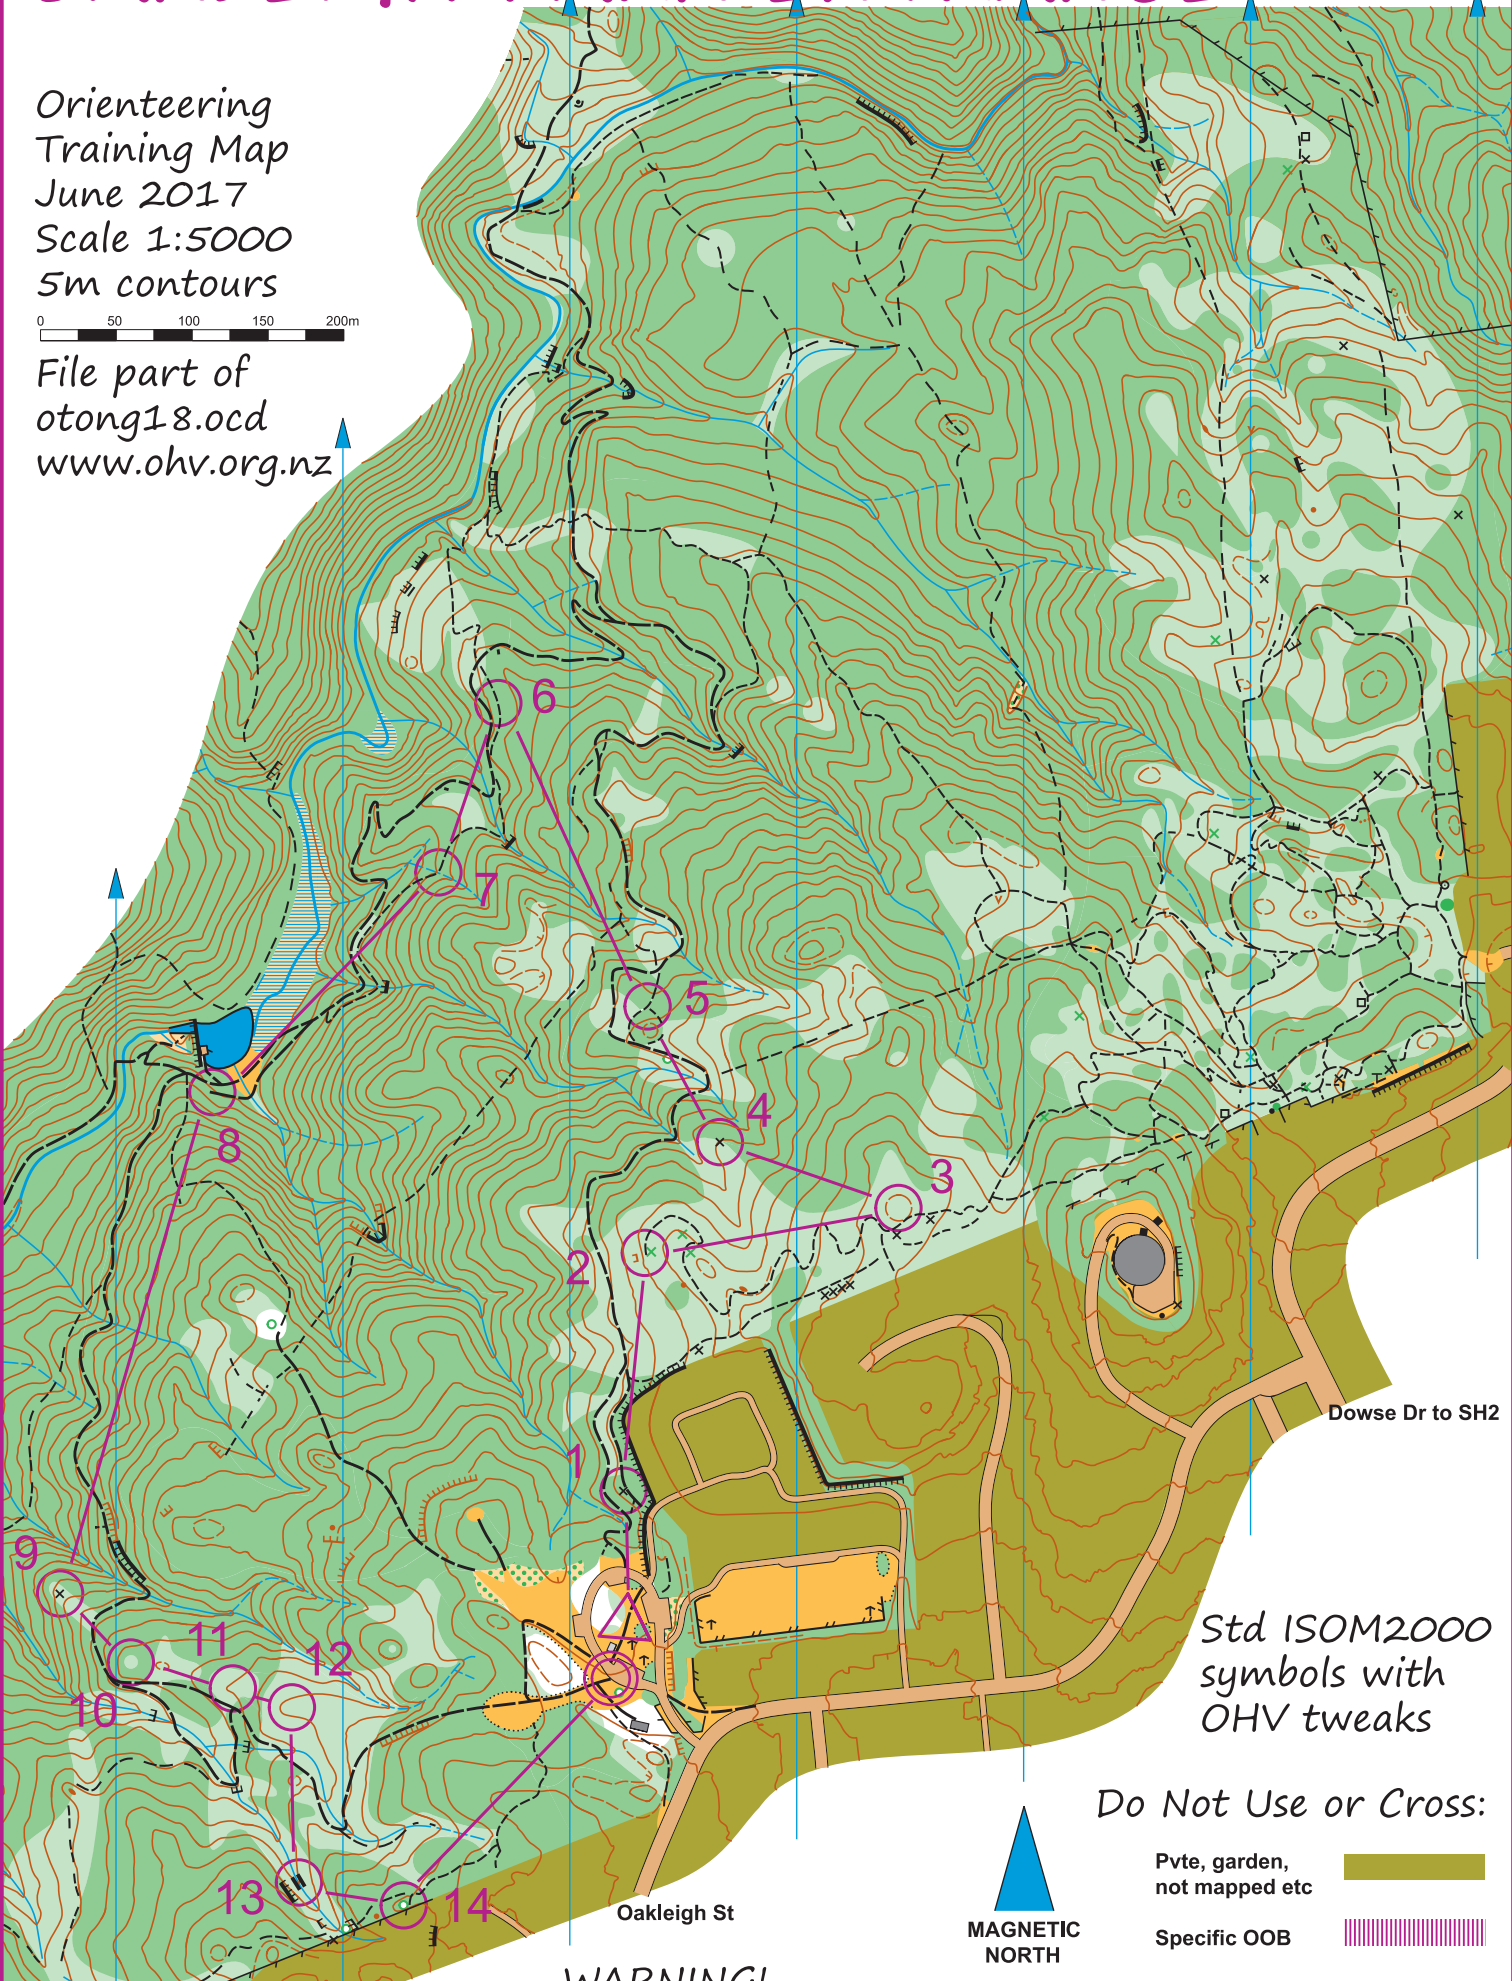 Orienteering
Training Map
June 2017
Scale 1:5000
5m contours
0 50 100 150 200m
File part of
otong18.ocd
www.ohv.org.nz
6
7
5
4
3
8
2
1
9
10
11
12
13
14
Dowse Dr to SH2
Std ISOM2000
symbols with
OHV tweaks
Do Not Use or Cross:
Pvte, garden,
not mapped etc
Specific OOB
MAGNETIC
NORTH
Oakleigh St
WARNING!